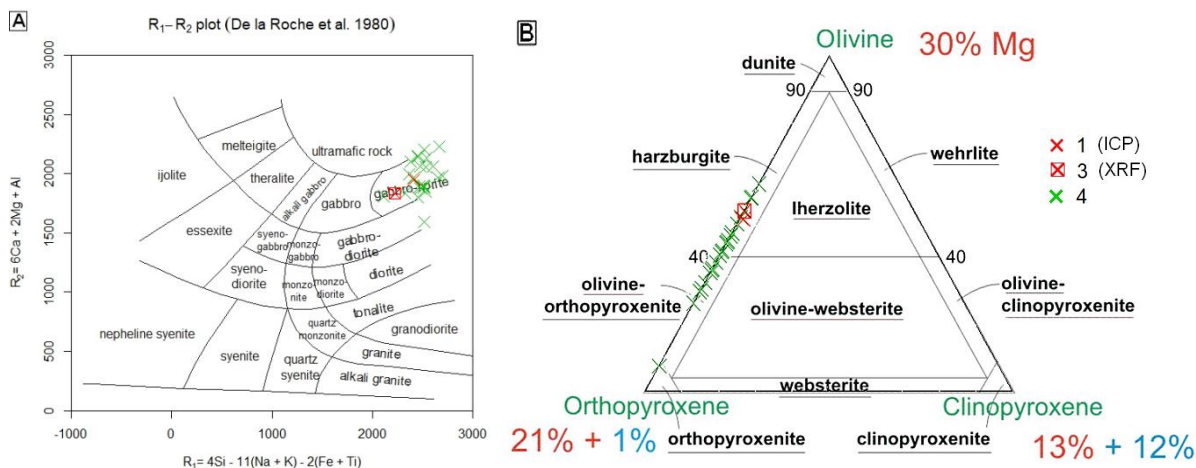 A
R₁–R₂ plot (De la Roche et al. 1980)
R₂= 6Ca + 2Mg + Al
3000
2500
2000
1500
1000
500
0
-1000
0
1000
2000
3000
R₁= 4Si - 11(Na + K) - 2(Fe + Ti)
ijolite
melteigite
theralite
alkali gabbro
ultramafic rock
gabbro
gabbro-norite
essexite
syeno-
gabbro
monzo-
gabbro
gabbro-
diorite
syeno-
diorite
monzo-
nite
monzo-
diorite
diorite
tonalite
nepheline syenite
syenite
quartz
syenite
quartz
monzonite
granodiorite
granite
alkali granite
B
Olivine
30% Mg
dunite
90
90
harzburgite
wehrlite
lherzolite
40
40
olivine-
orthopyroxenite
olivine-
clinopyroxenite
olivine-websterite
websterite
Orthopyroxene
Clinopyroxene
21% + 1%
orthopyroxenite
clinopyroxenite
13% + 12%
1 (ICP)
3 (XRF)
4